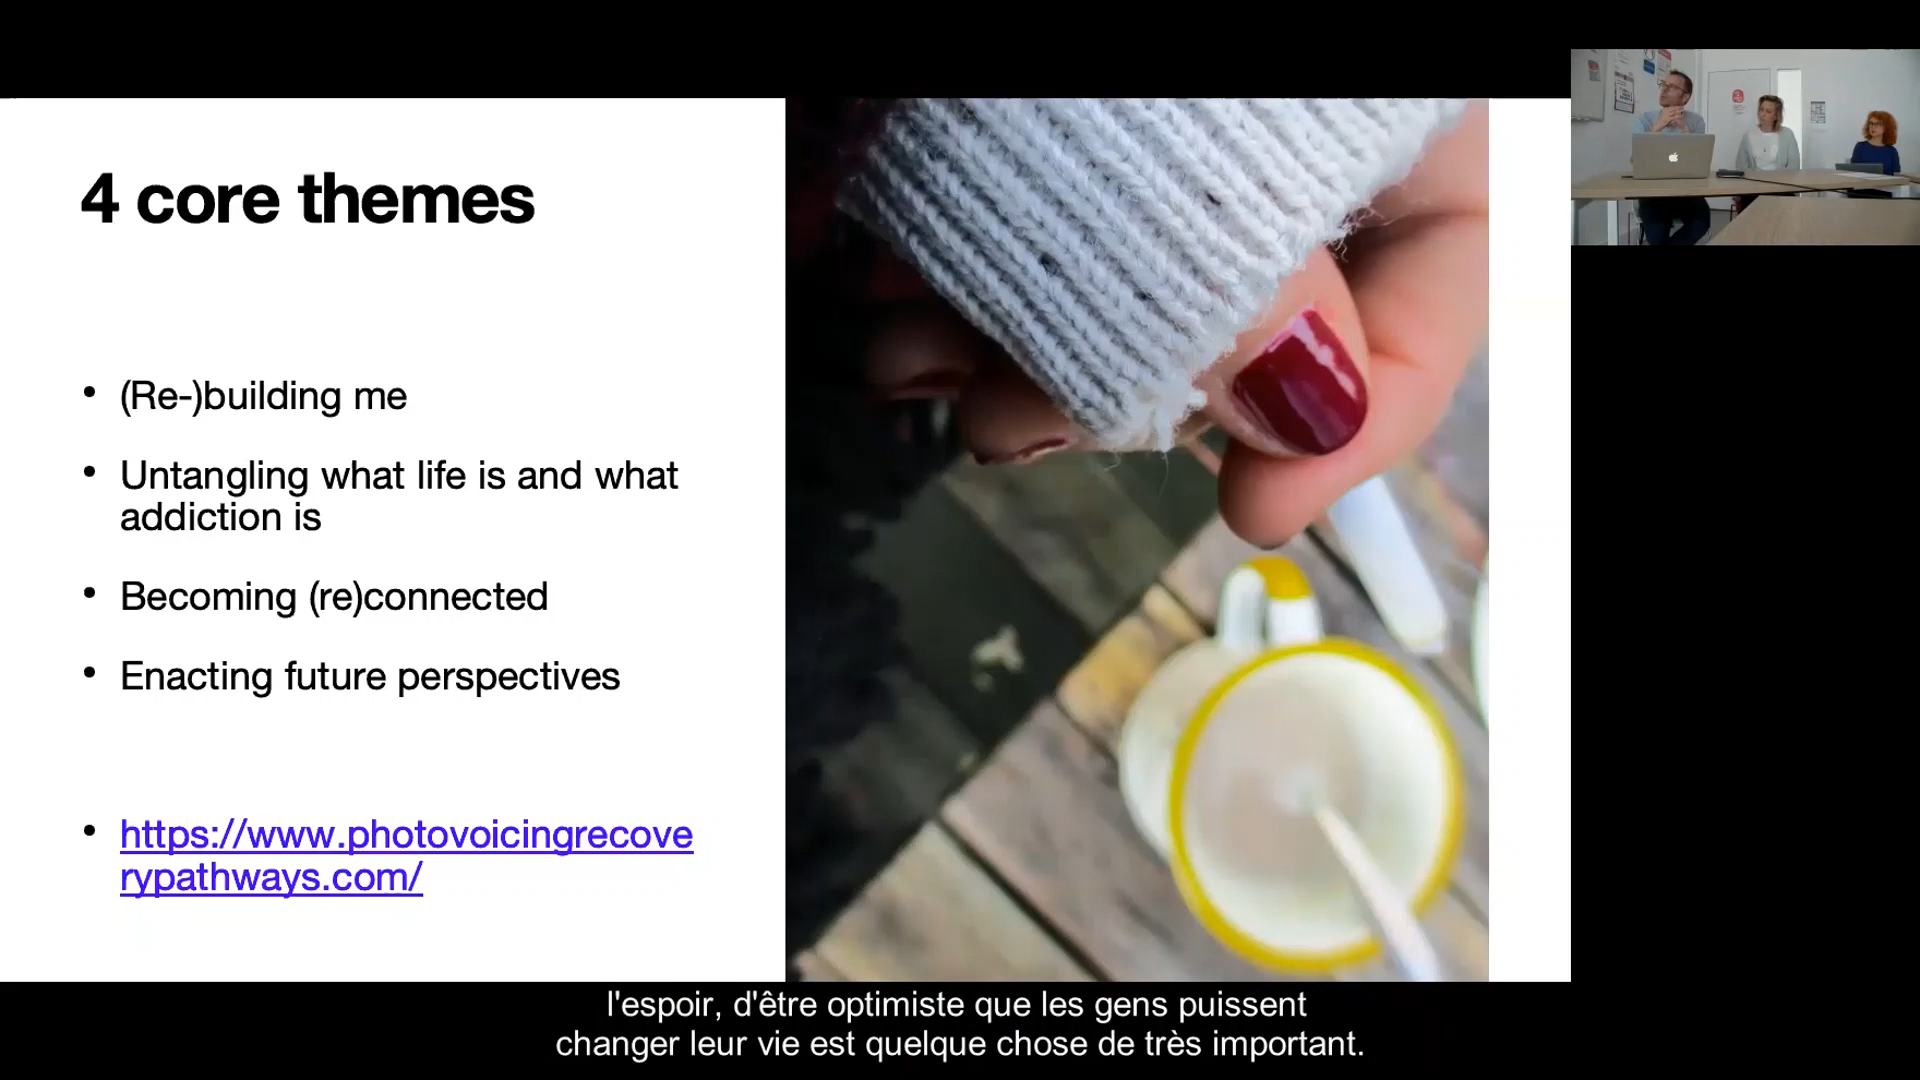 4 core themes
• (Re-)building me
• Untangling what life is and what
addiction is
• Becoming (re)connected
• Enacting future perspectives
• https://www.photovoicingrecove
rypathways.com/
l'espoir, d'être optimiste que les gens puissent
changer leur vie est quelque chose de très important.